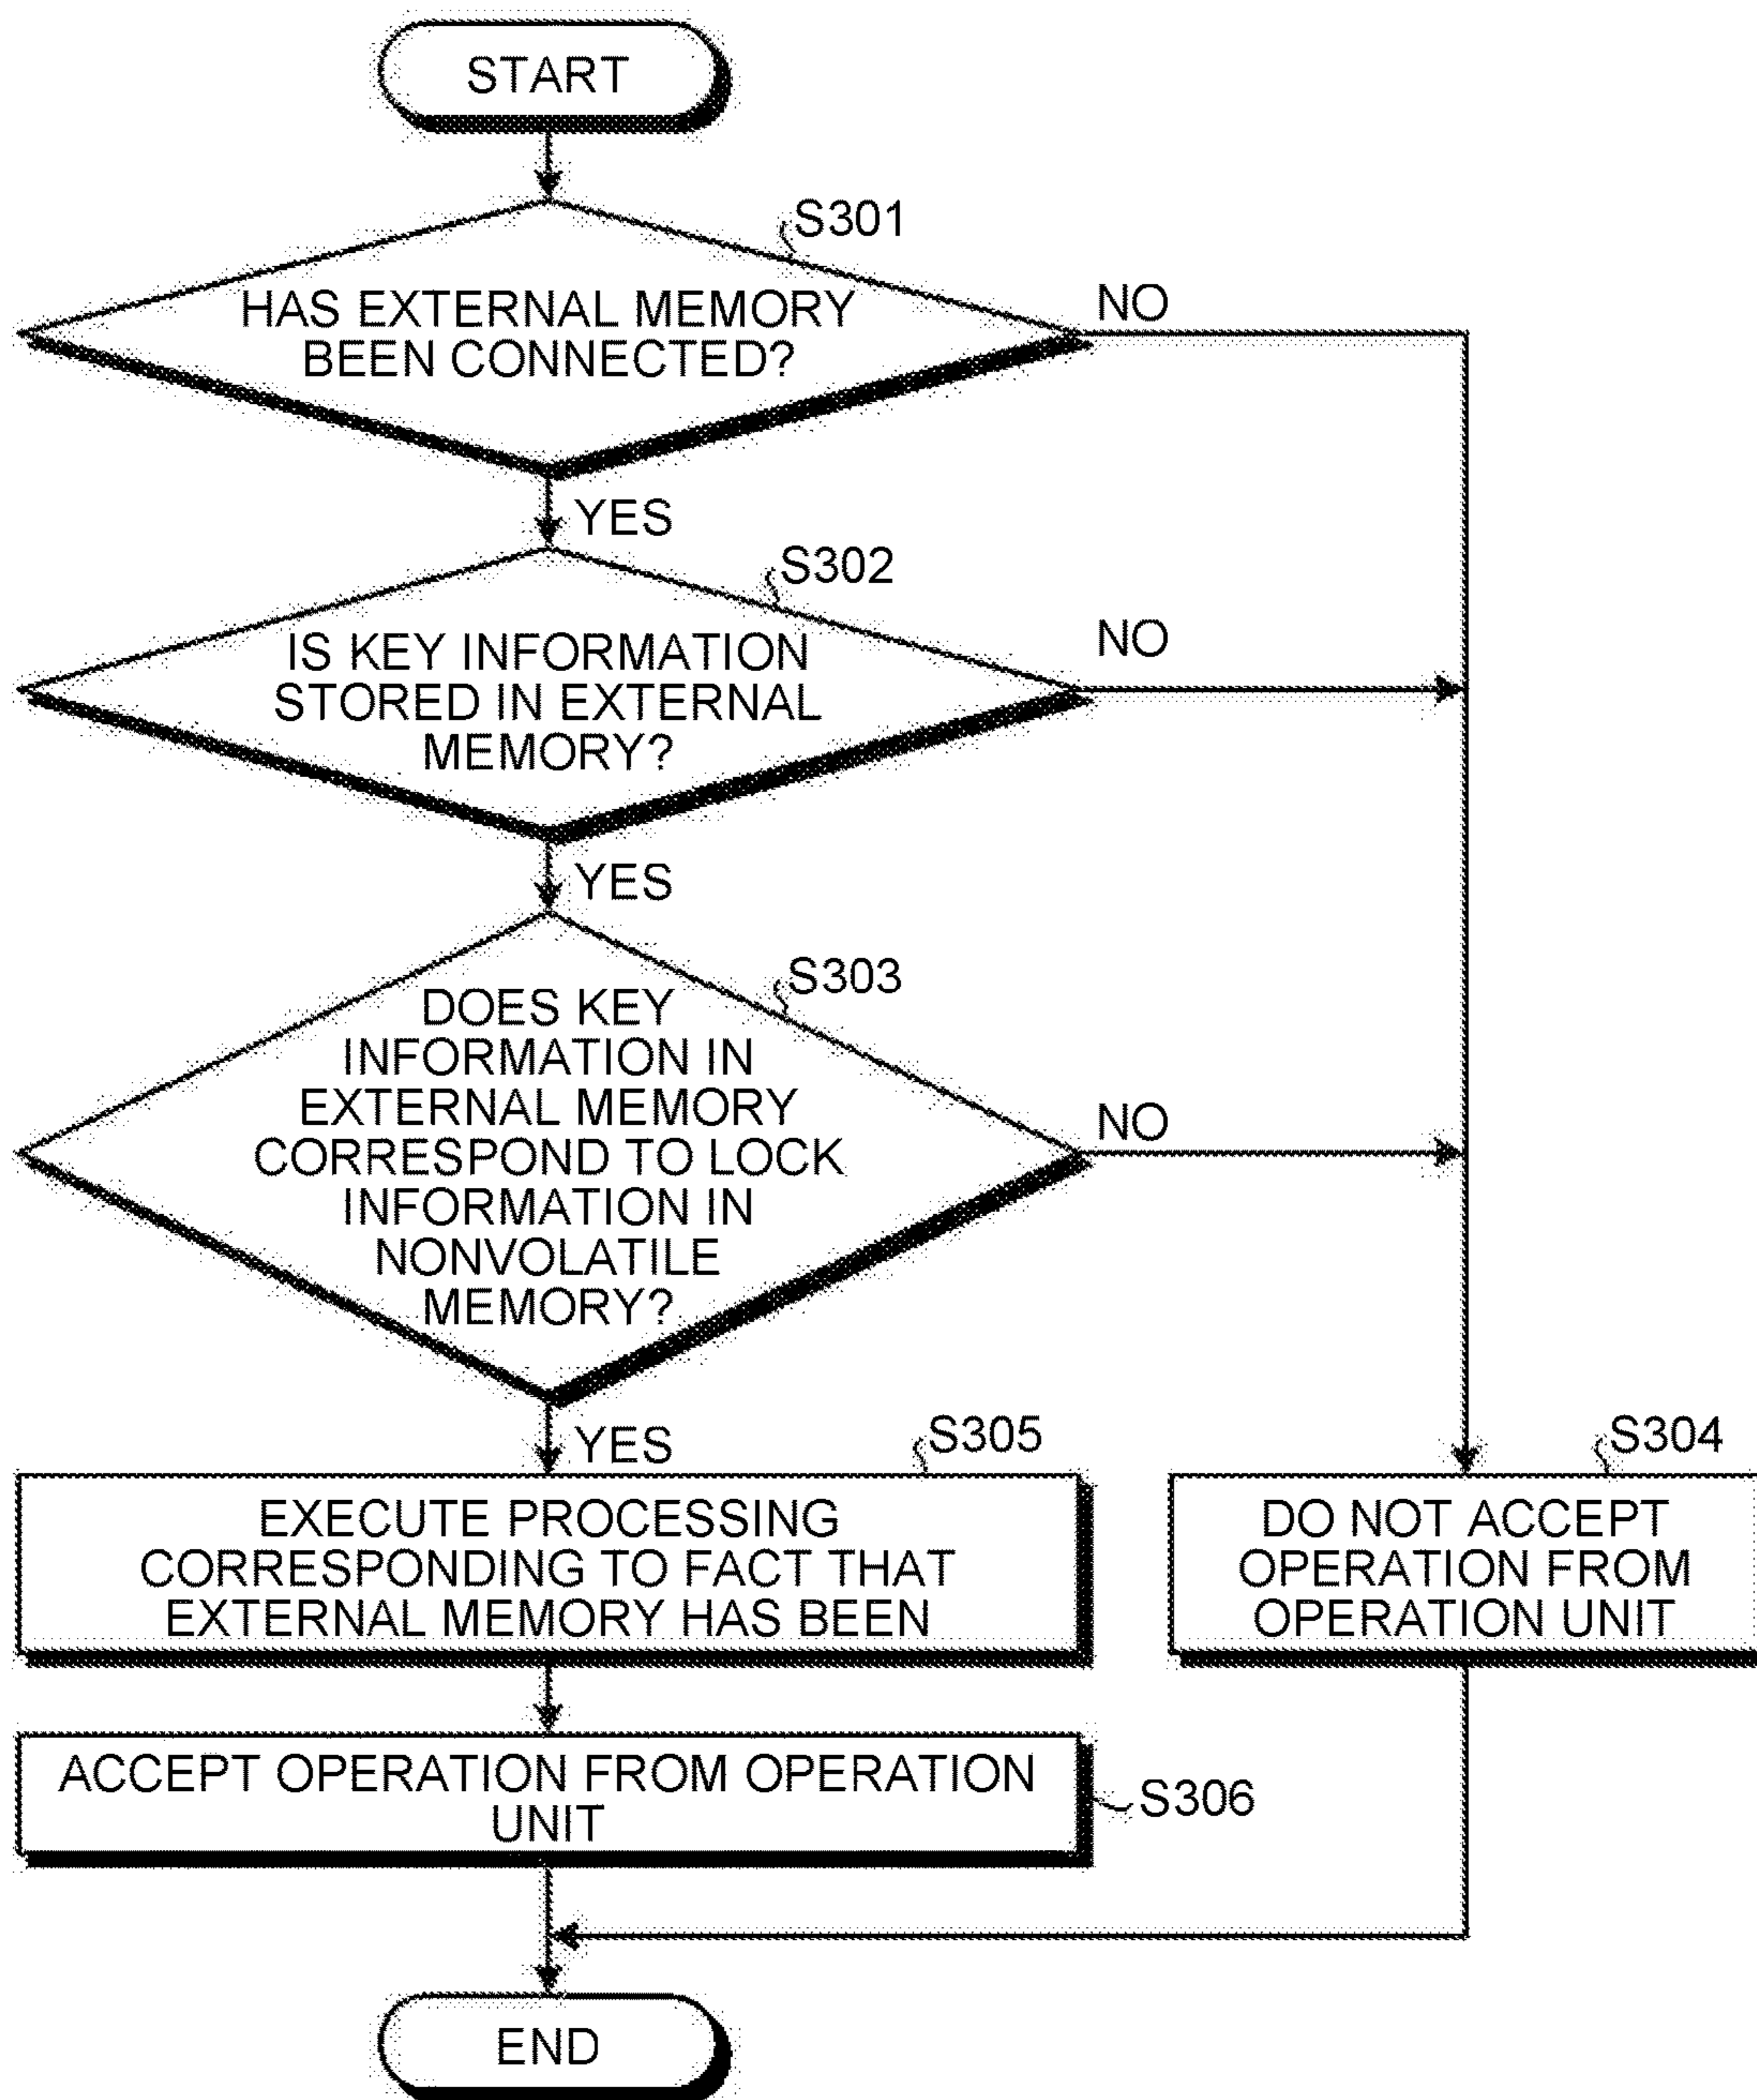 START
S301
HAS EXTERNAL MEMORY
BEEN CONNECTED?
NO
YES
S302
IS KEY INFORMATION
STORED IN EXTERNAL
MEMORY?
NO
YES
S303
DOES KEY
INFORMATION IN
EXTERNAL MEMORY
CORRESPOND TO LOCK
INFORMATION IN
NONVOLATILE
MEMORY?
NO
YES
S305
EXECUTE PROCESSING
CORRESPONDING TO FACT THAT
EXTERNAL MEMORY HAS BEEN
S304
DO NOT ACCEPT
OPERATION FROM
OPERATION UNIT
ACCEPT OPERATION FROM OPERATION
UNIT
S306
END